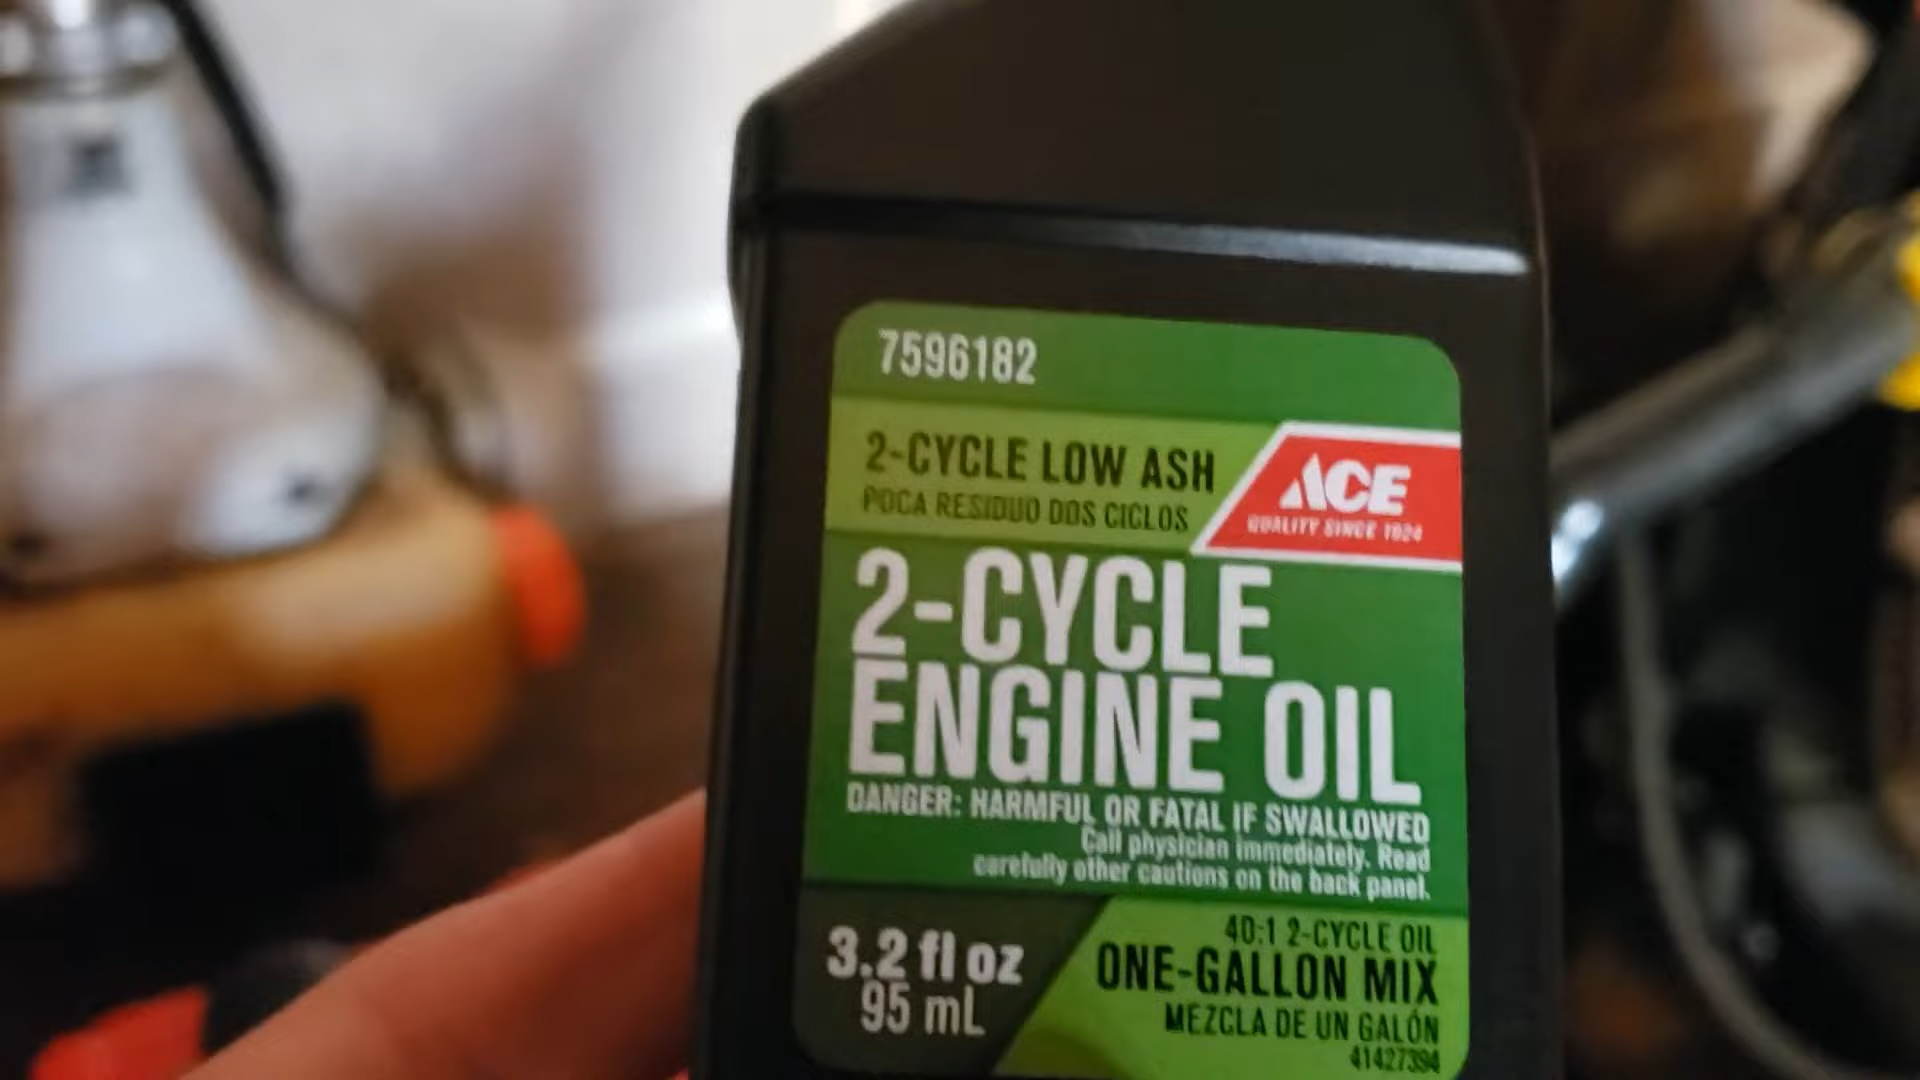 7596182
2-CYCLE LOW ASH
POCA RESIDUO DOS CICLOS
ACE
QUALITY SINCE 1924
2-CYCLE
ENGINE OIL
DANGER: HARMFUL OR FATAL IF SWALLOWED
Call physician immediately. Read
carefully other cautions on the back panel.
3.2 fl oz
95 mL
40:1 2-CYCLE OIL
ONE-GALLON MIX
MEZCLA DE UN GALÓN
41427394